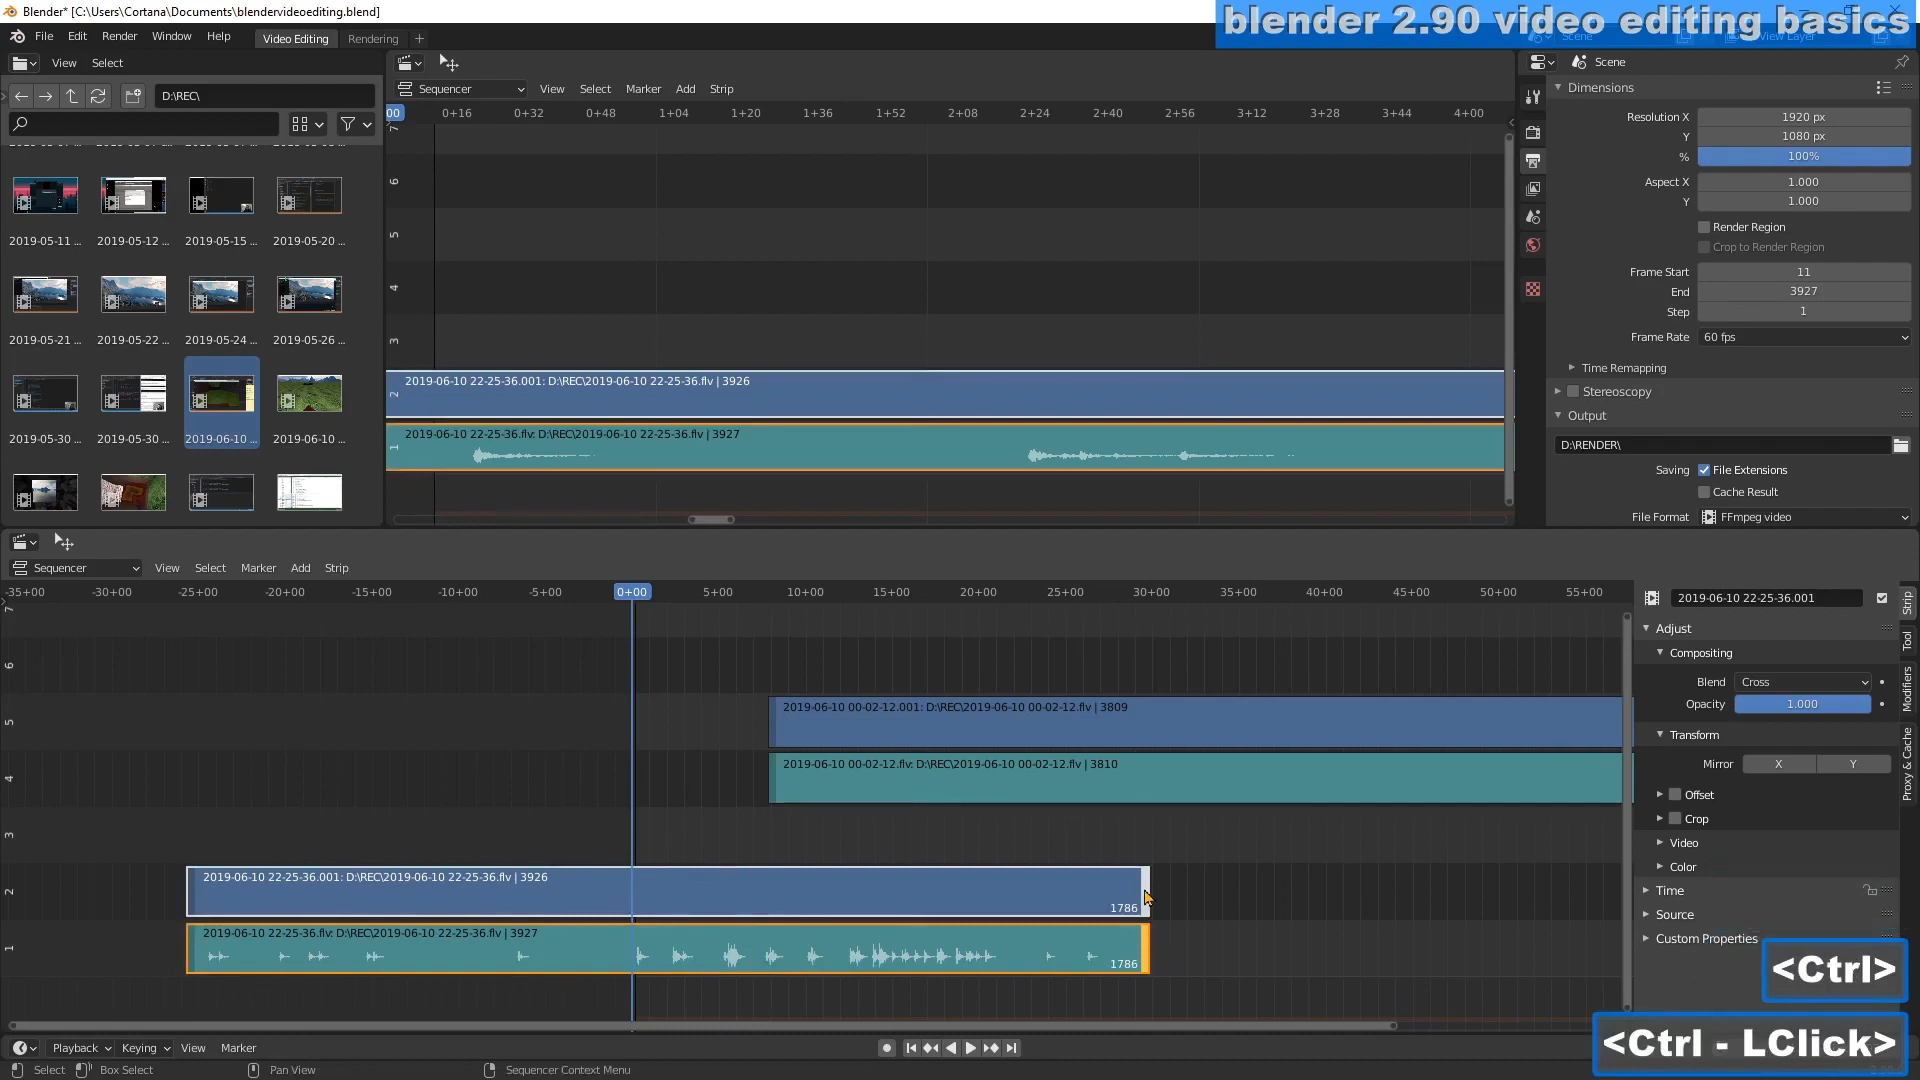 Blender* [C:\Users\Cortana\Documents\blendervideoediting.blend]
blender 2.90 video editing basics
File Edit Render Window Help Video Editing Rendering +
View Select
Scene
D:\REC\
Sequencer View Select Marker Add Strip
Dimensions
00 0+16 0+32 0+48 1+04 1+20 1+36 1+52 2+08 2+24 2+40 2+56 3+12 3+28 3+44 4+00
Resolution X 1920 px
Y 1080 px
% 100%
Aspect X 1.000
Y 1.000
Render Region
Crop to Render Region
Frame Start 11
End 3927
Step 1
Frame Rate 60 fps
Time Remapping
Stereoscopy
Output
D:\RENDER\
Saving File Extensions
Cache Result
File Format FFmpeg video
2019-05-11 ... 2019-05-12 ... 2019-05-15 ... 2019-05-20 ...
2019-05-21 ... 2019-05-22 ... 2019-05-24 ... 2019-05-26 ...
2019-05-30 ... 2019-05-30 ... 2019-06-10 ... 2019-06-10 ...
7
6
5
4
3
2
2019-06-10 22-25-36.001: D:\REC\2019-06-10 22-25-36.flv | 3926
1
2019-06-10 22-25-36.flv: D:\REC\2019-06-10 22-25-36.flv | 3927
Sequencer View Select Marker Add Strip
-35+00 -30+00 -25+00 -20+00 -15+00 -10+00 -5+00 0+00 5+00 10+00 15+00 20+00 25+00 30+00 35+00 40+00 45+00 50+00 55+00
7
6
5
2019-06-10 00-02-12.001: D:\REC\2019-06-10 00-02-12.flv | 3809
4
2019-06-10 00-02-12.flv: D:\REC\2019-06-10 00-02-12.flv | 3810
3
2
2019-06-10 22-25-36.001: D:\REC\2019-06-10 22-25-36.flv | 3926
1786
1
2019-06-10 22-25-36.flv: D:\REC\2019-06-10 22-25-36.flv | 3927
1786
2019-06-10 22-25-36.001
Adjust
Compositing
Blend Cross
Opacity 1.000
Transform
Mirror X Y
Offset
Crop
Video
Color
Time
Source
Custom Properties
Strip
Tool
Modifiers
Proxy & Cache
<Ctrl>
<Ctrl - LClick>
Playback Keying View Marker
Select Box Select Pan View Sequencer Context Menu